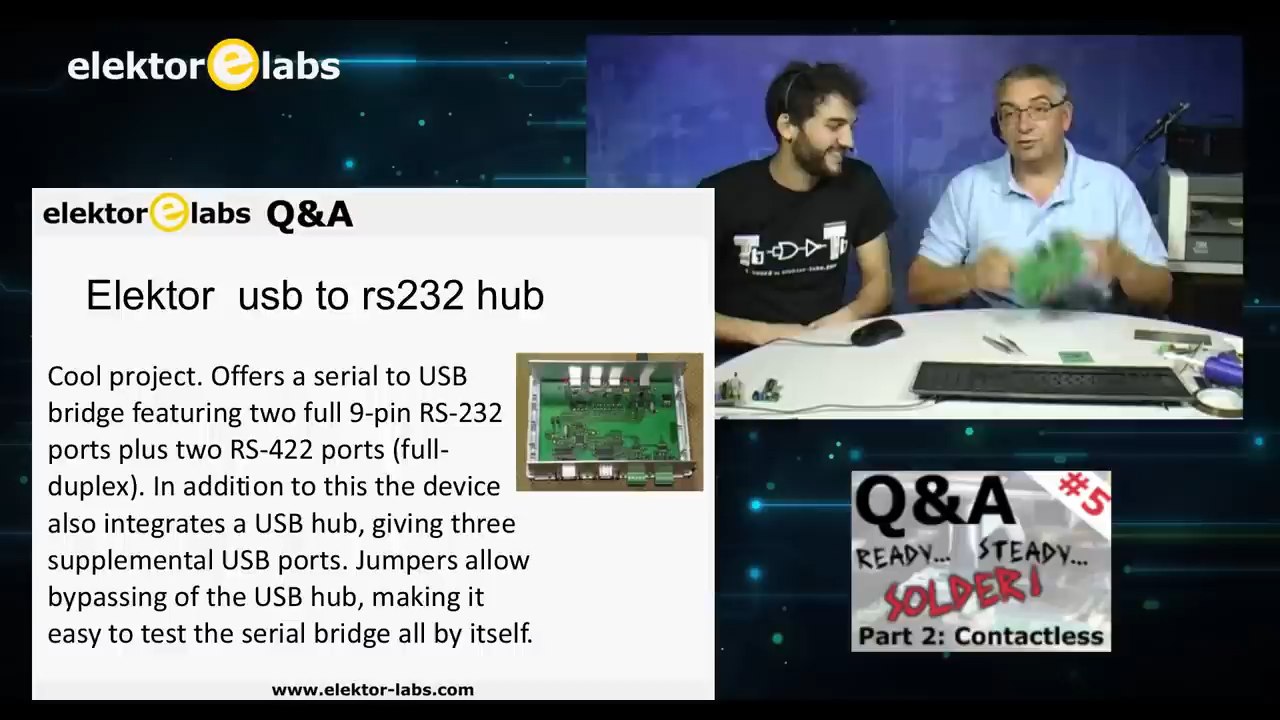 elektor e labs
elektor e labs Q&A
Elektor usb to rs232 hub
Cool project. Offers a serial to USB
bridge featuring two full 9-pin RS-232
ports plus two RS-422 ports (full-
duplex). In addition to this the device
also integrates a USB hub, giving three
supplemental USB ports. Jumpers allow
bypassing of the USB hub, making it
easy to test the serial bridge all by itself.
www.elektor-labs.com
Q&A
#5
READY... STEADY...
SOLDER!
Part 2: Contactless